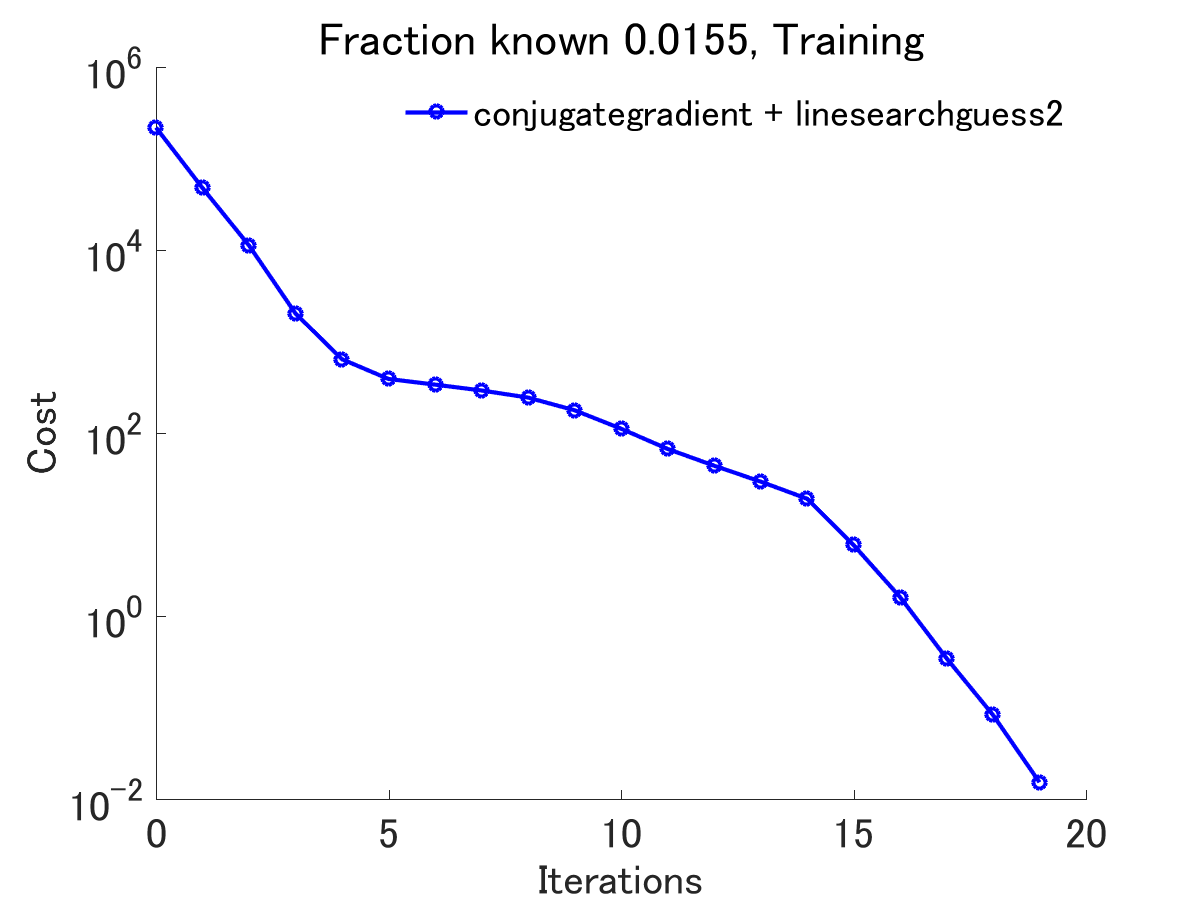 Fraction known 0.0155, Training
conjugategradient + linesearchguess2
10^6
10^4
10^2
10^0
10^-2
Cost
0 5 10 15 20
Iterations